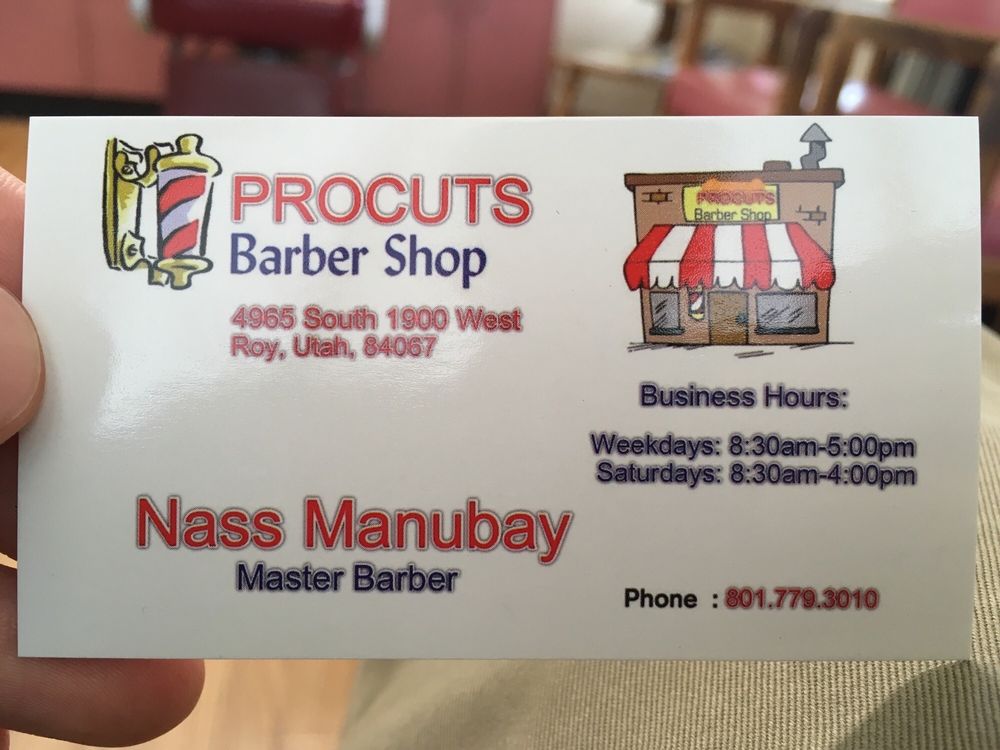 PROCUTS
Barber Shop
4965 South 1900 West
Roy, Utah, 84067
PROCUTS
Barber Shop
Business Hours:
Weekdays: 8:30am-5:00pm
Saturdays: 8:30am-4:00pm
Nass Manubay
Master Barber
Phone : 801.779.3010